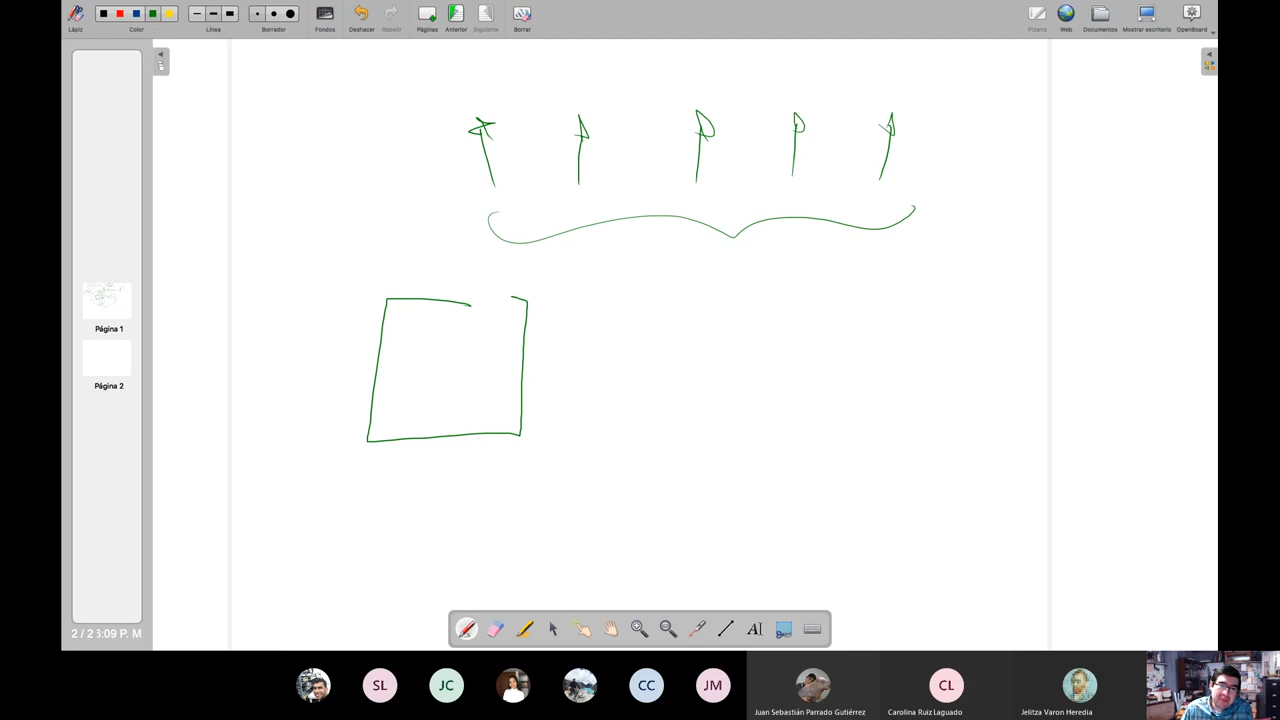 Lápiz
Color
Línea
Borrador
Fondos
Deshacer
Repetir
Páginas
Anterior
Siguiente
Borrar
Pizarra
Web
Documentos
Mostrar escritorio
OpenBoard
Página 1
Página 2
2 / 2 3:09 P. M
SL
JC
CC
JM
CL
Juan Sebastián Parrado Gutiérrez
Carolina Ruiz Laguado
Jelitza Varon Heredia